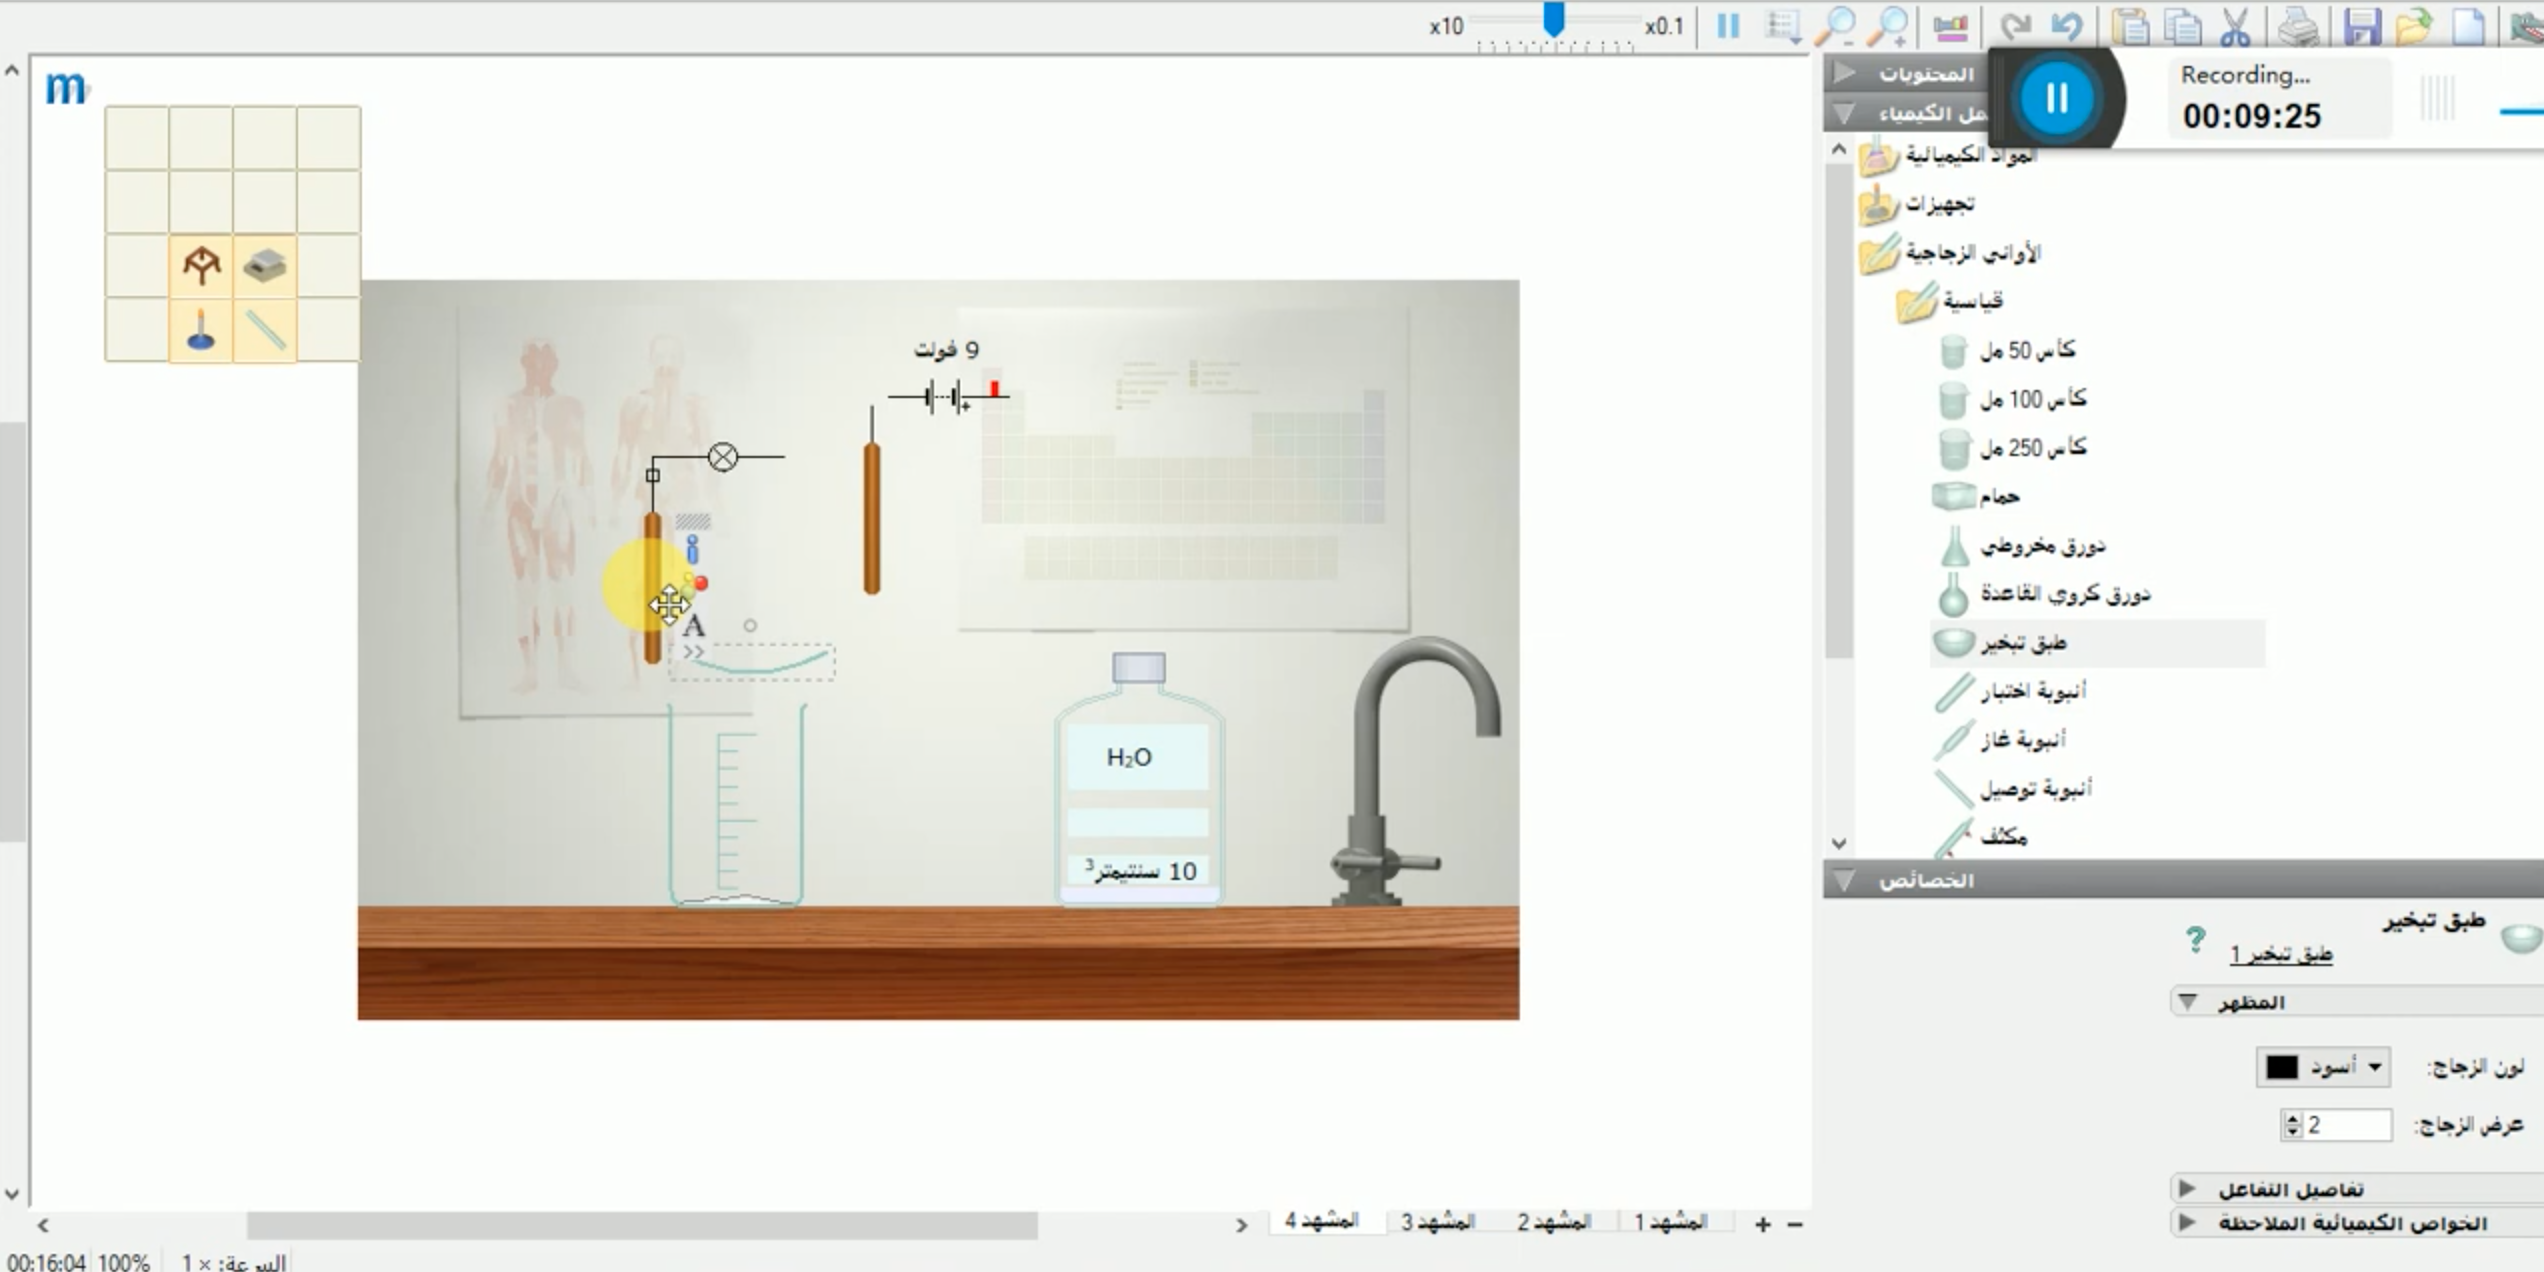 x10
x0.1
m
Recording...
00:09:25
المحتويات
مل الكيمياء
المواد الكيميائية
تجهيزات
الأواني الزجاجية
قياسية
كأس 50 مل
كأس 100 مل
كأس 250 مل
حمام
دورق مخروطي
دورق كروي القاعدة
طبق تبخير
أنبوبة اختبار
أنبوبة غاز
أنبوبة توصيل
مكثف
9 فولت
A
H₂O
10 سنتيمتر³
الخصائص
طبق تبخير
طبق تبخير 1
المظهر
لون الزجاج:
أسود
عرض الزجاج:
2
تفاصيل التفاعل
الخواص الكيميائية الملاحظة
المشهد 1
المشهد 2
المشهد 3
المشهد 4
السرعة: × 1
100%
00:16:04